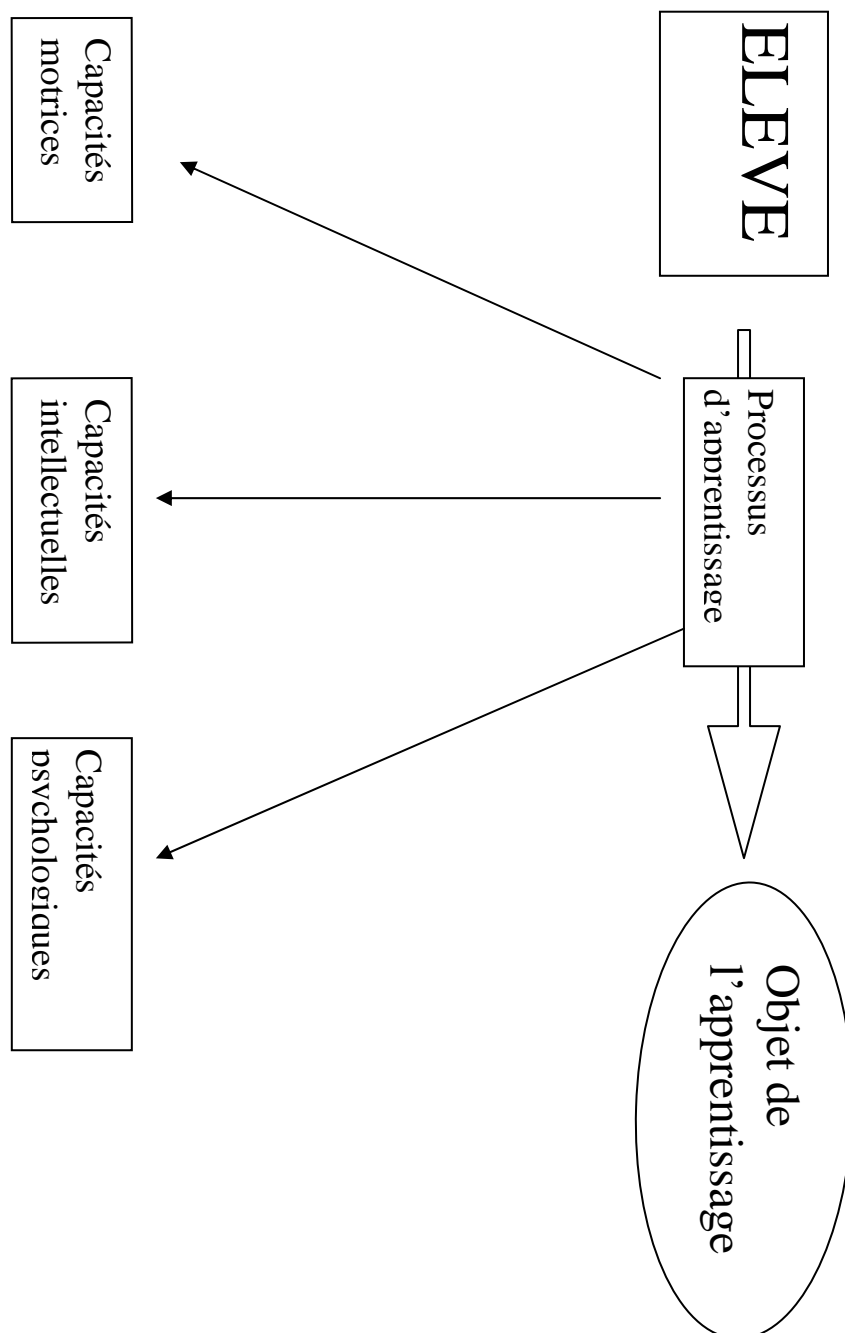 ELEVE
Processus
d’apprentissage
Objet de
l’apprentissage
Capacités
motrices
Capacités
intellectuelles
Capacités
psychologiques